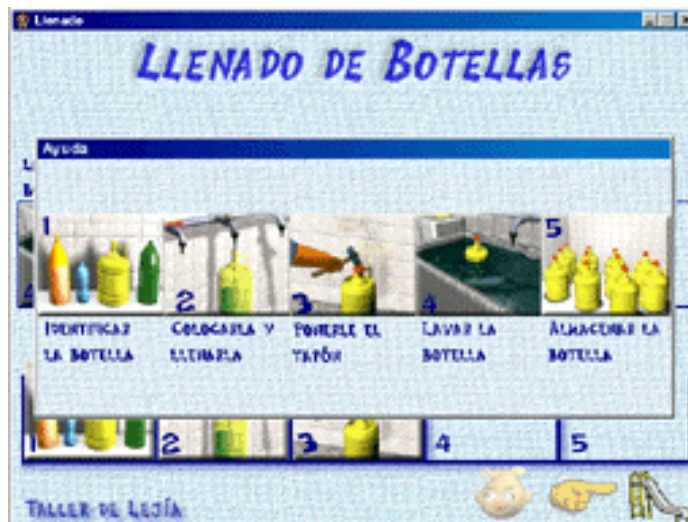 Llenado
LLENADO DE BOTELLAS
Ayuda
1
2
3
4
5
IDENTIFICAR
LA BOTELLA
COLOCARLA Y
LLENARLA
PONERLE EL
TAPÓN
LAVAR LA
BOTELLA
ALMACENAR LA
BOTELLA
1
2
3
4
5
TALLER DE LEJÍA